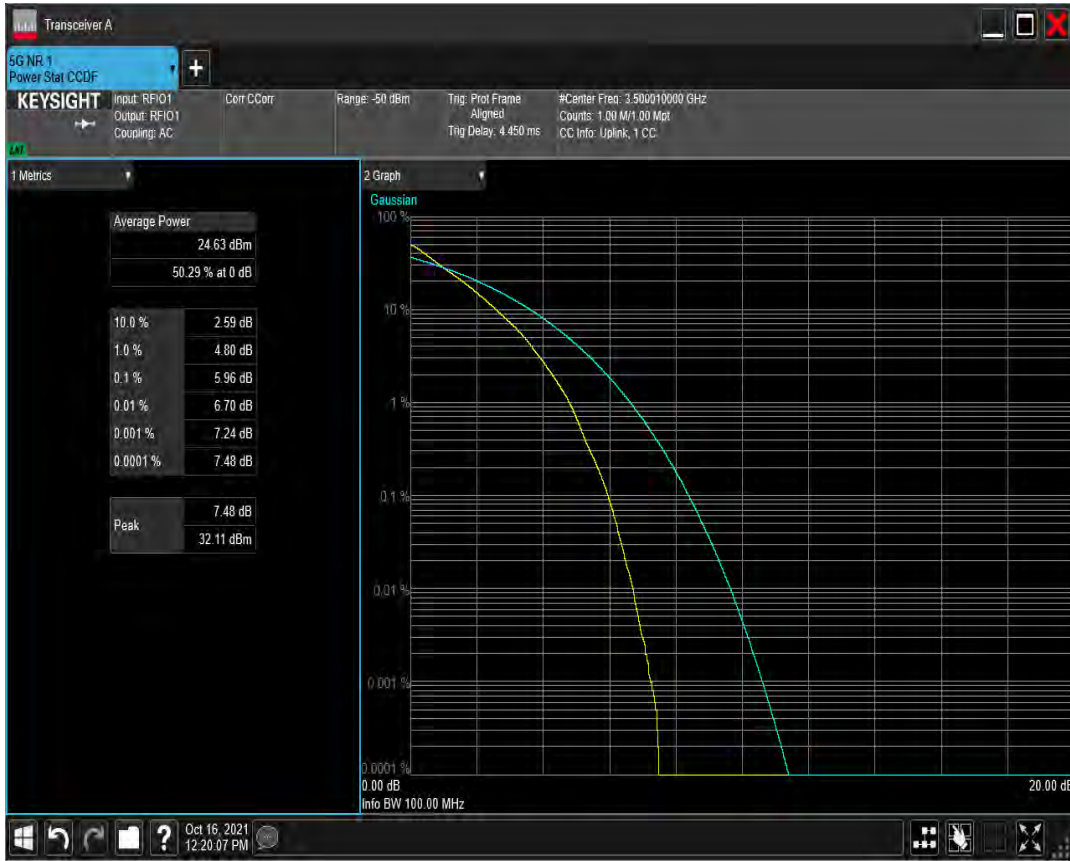 Transceiver A
5G NR 1
Power Stat CCDF
+
KEYSIGHT
Input: RFIO1
Output: RFIO1
Coupling: AC
Corr CCorr
Range: -50 dBm
Trig: Prot Frame
Aligned
Trig Delay: 4.450 ms
#Center Freq: 3.500010000 GHz
Counts: 1.00 M/1.00 Mpt
CC Info: Uplink, 1 CC
1 Metrics
Average Power
24.63 dBm
50.29 % at 0 dB
10.0 % 2.59 dB
1.0 % 4.80 dB
0.1 % 5.96 dB
0.01 % 6.70 dB
0.001 % 7.24 dB
0.0001 % 7.48 dB
Peak
7.48 dB
32.11 dBm
2 Graph
Gaussian
100 %
10 %
1 %
0.1 %
0.01 %
0.001 %
0.0001 %
0.00 dB 20.00 dB
Info BW 100.00 MHz
?
Oct 16, 2021
12:20:07 PM